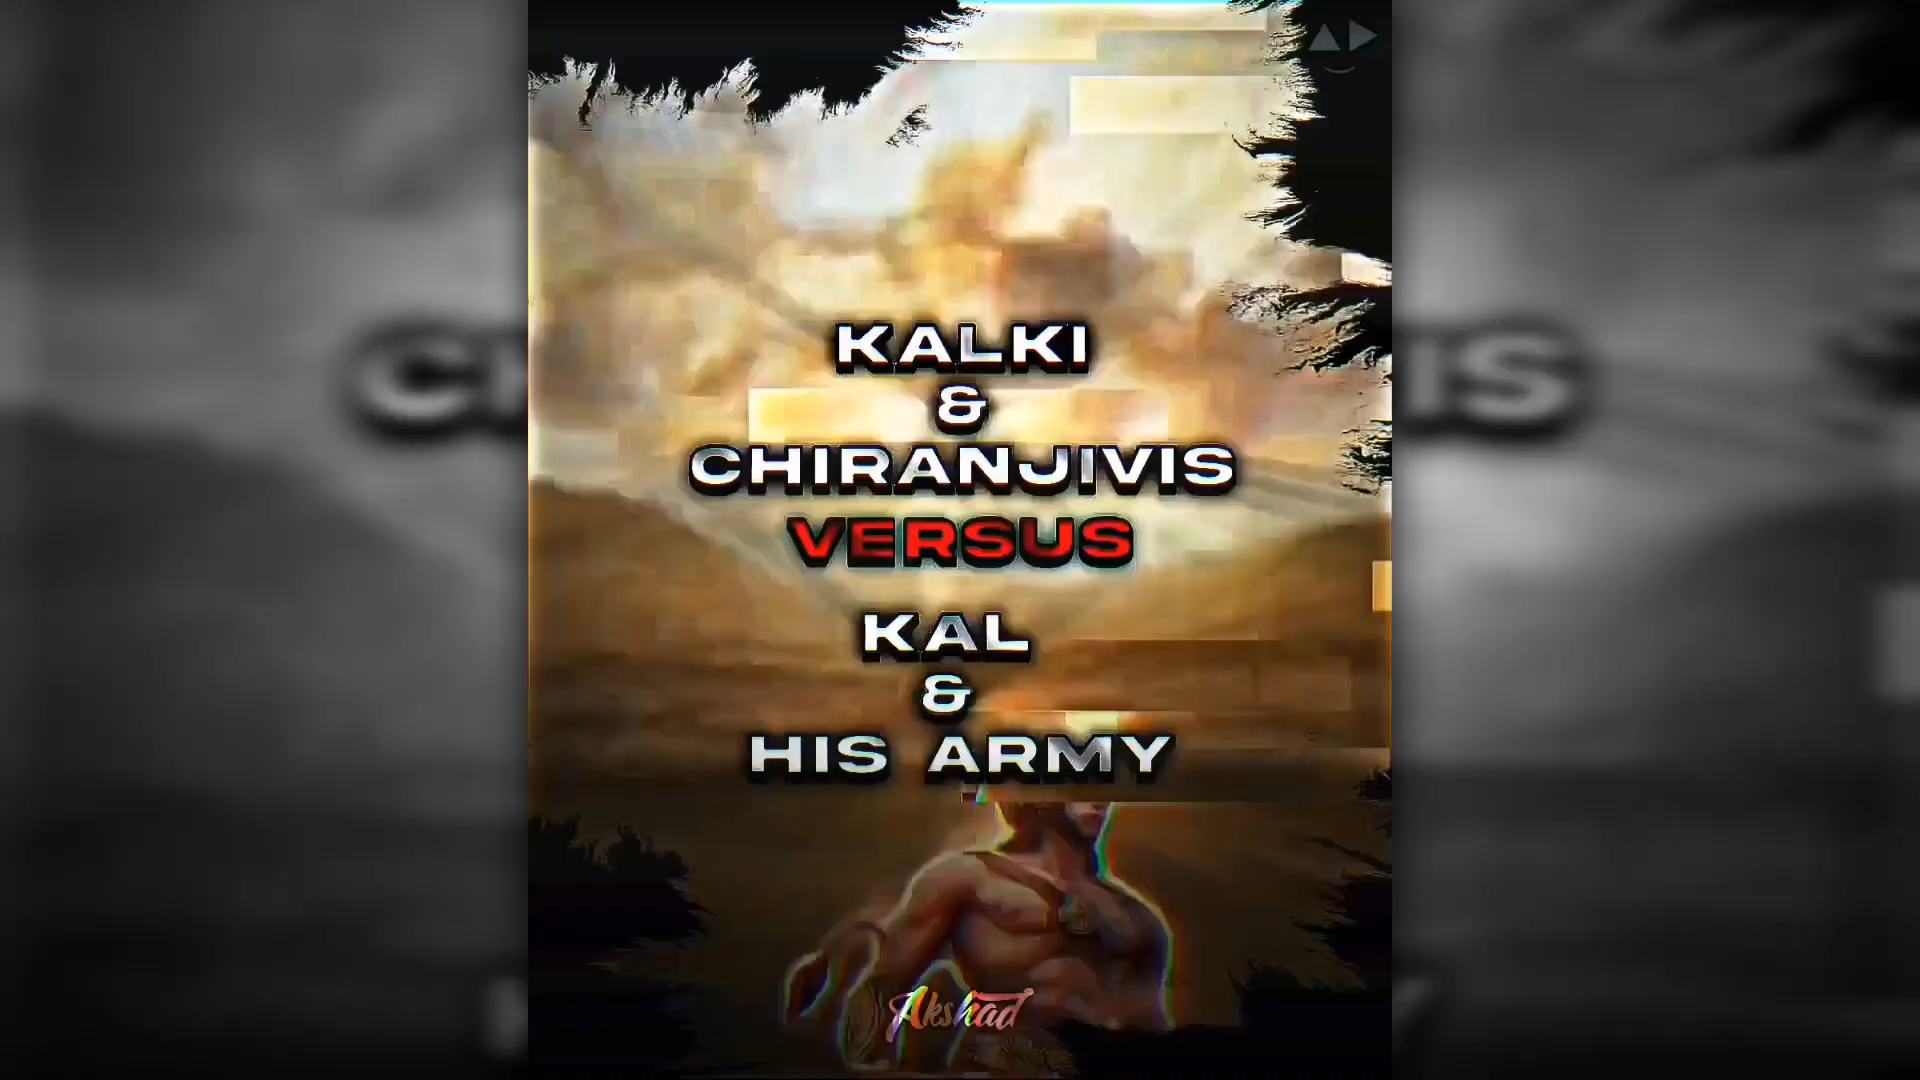 KALKI
&
CHIRANJIVIS
VERSUS
KAL
&
HIS ARMY
Akshad